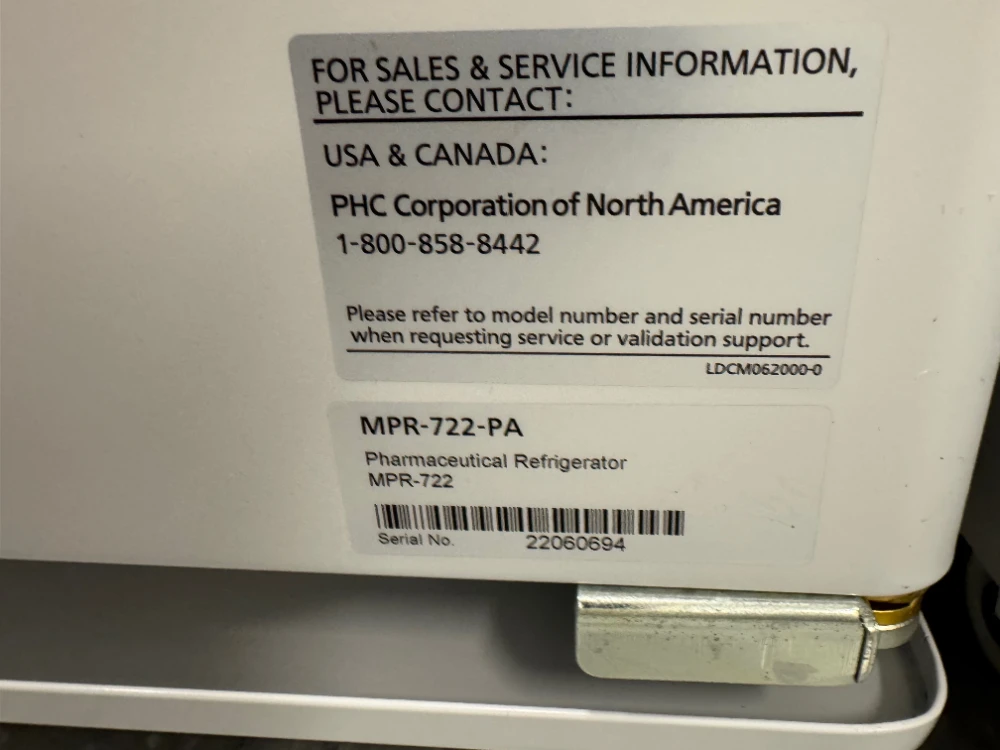 FOR SALES & SERVICE INFORMATION,
PLEASE CONTACT:
USA & CANADA:
PHC Corporation of North America
1-800-858-8442
Please refer to model number and serial number
when requesting service or validation support.
LDCM062000-0
MPR-722-PA
Pharmaceutical Refrigerator
MPR-722
Serial No. 22060694